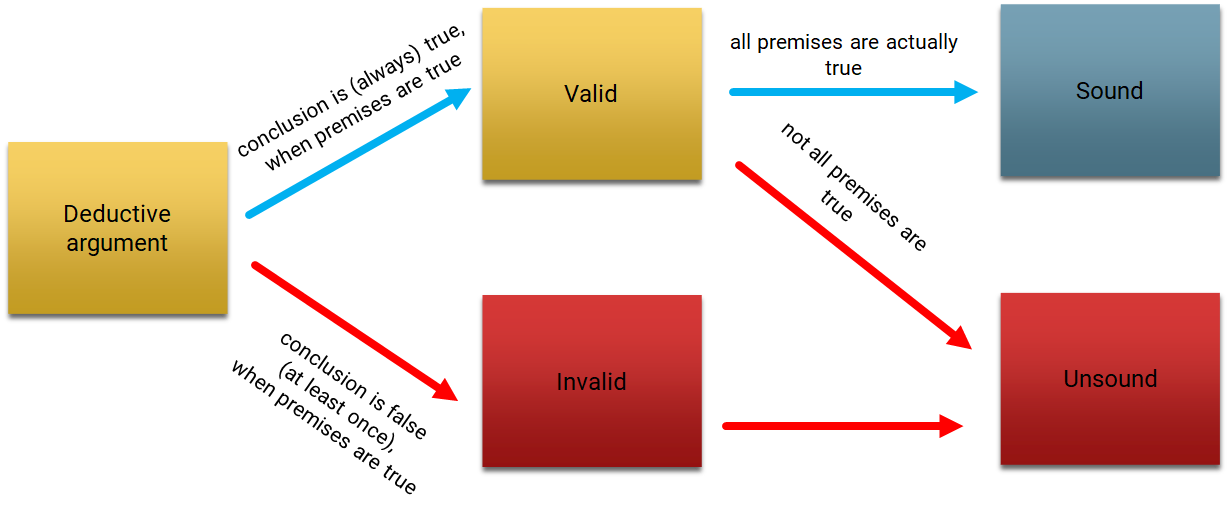 Deductive
argument
conclusion is (always) true,
when premises are true
Valid
all premises are actually
true
Sound
not all premises are
true
conclusion is false
(at least once),
when premises are true
Invalid
Unsound